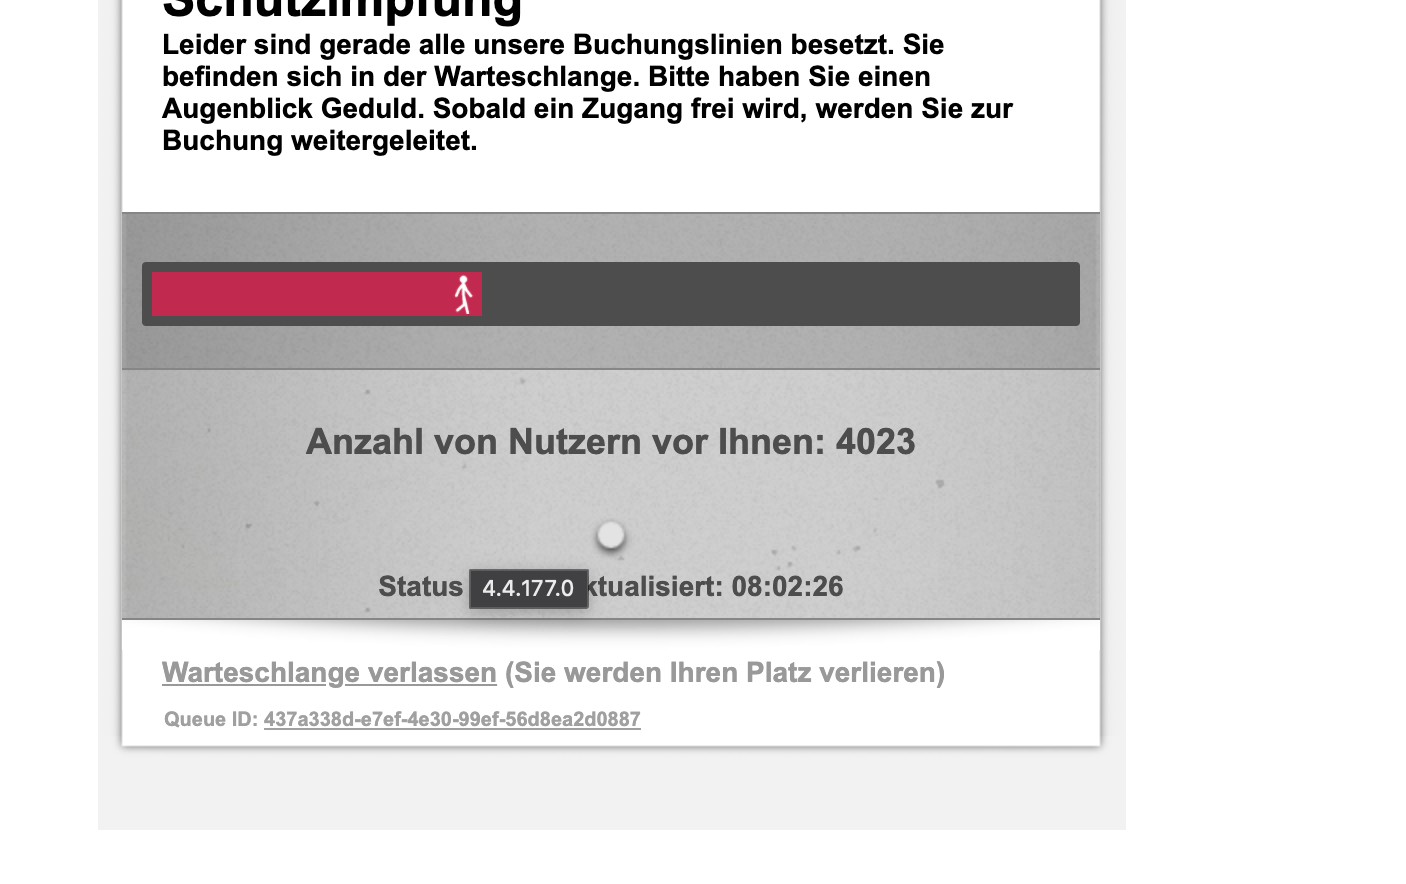 Schutzimpfung
Leider sind gerade alle unsere Buchungslinien besetzt. Sie
befinden sich in der Warteschlange. Bitte haben Sie einen
Augenblick Geduld. Sobald ein Zugang frei wird, werden Sie zur
Buchung weitergeleitet.
Anzahl von Nutzern vor Ihnen: 4023
Status 4.4.177.0 ktualisiert: 08:02:26
Warteschlange verlassen (Sie werden Ihren Platz verlieren)
Queue ID: 437a338d-e7ef-4e30-99ef-56d8ea2d0887